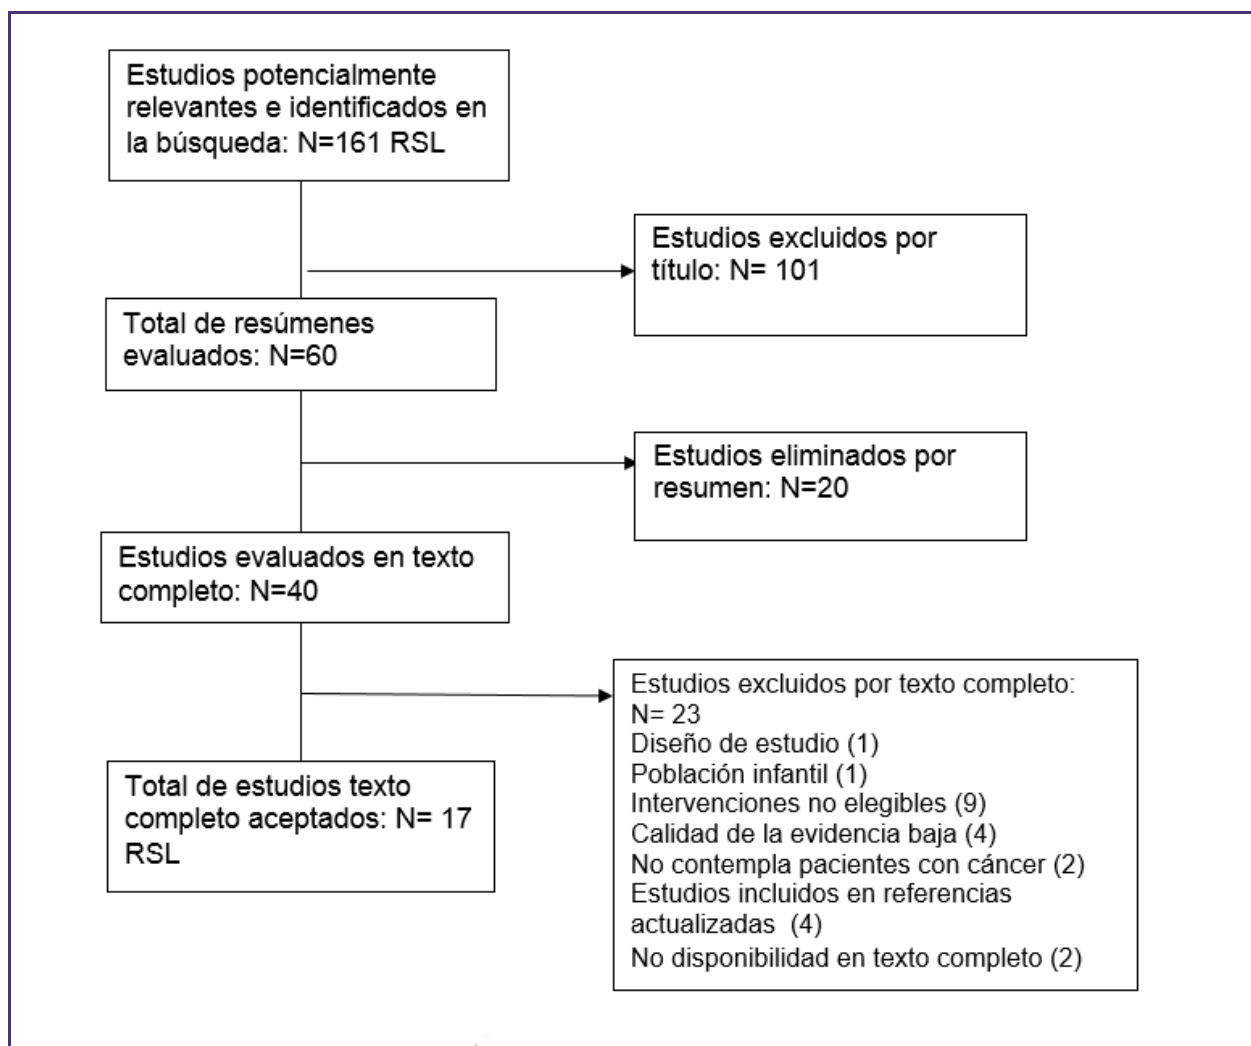 Estudios potencialmente
relevantes e identificados en
la búsqueda: N=161 RSL
Estudios excluidos por
título: N= 101
Total de resúmenes
evaluados: N=60
Estudios eliminados por
resumen: N=20
Estudios evaluados en texto
completo: N=40
Estudios excluidos por texto completo:
N= 23
Diseño de estudio (1)
Población infantil (1)
Intervenciones no elegibles (9)
Calidad de la evidencia baja (4)
No contempla pacientes con cáncer (2)
Estudios incluidos en referencias
actualizadas (4)
No disponibilidad en texto completo (2)
Total de estudios texto
completo aceptados: N= 17
RSL